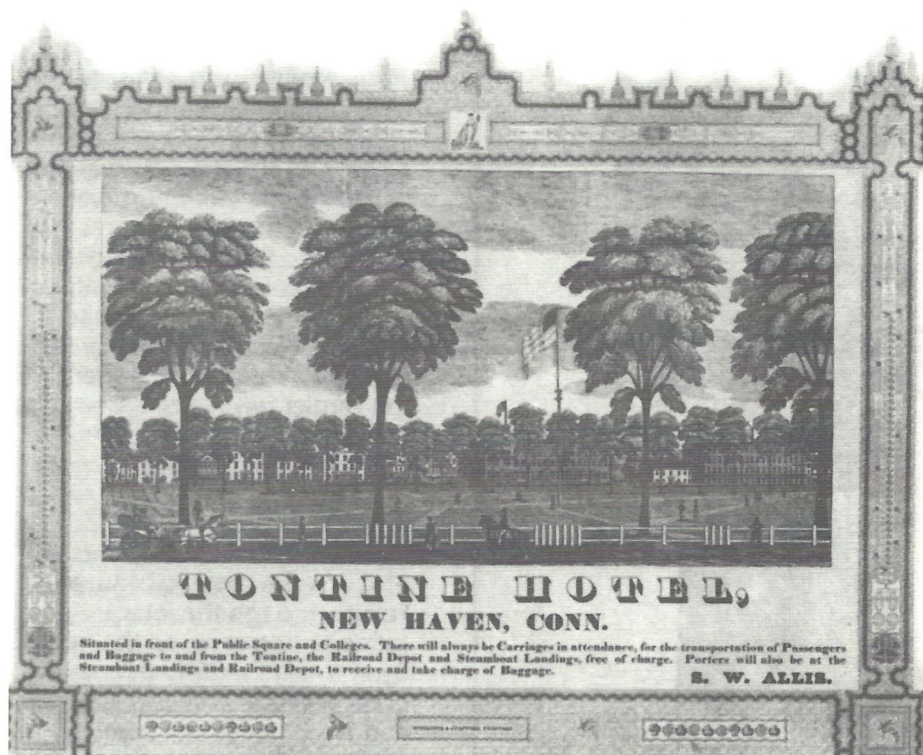 TONTINE HOTEL,
NEW HAVEN, CONN.
Situated in front of the Public Square and Colleges. There will always be Carriages in attendance, for the transportation of Passengers
and Baggage to and from the Tontine, the Railroad Depot and Steamboat Landings, free of charge. Porters will also be at the
Steamboat Landings and Railroad Depot, to receive and take charge of Baggage.
S. W. ALLIS.